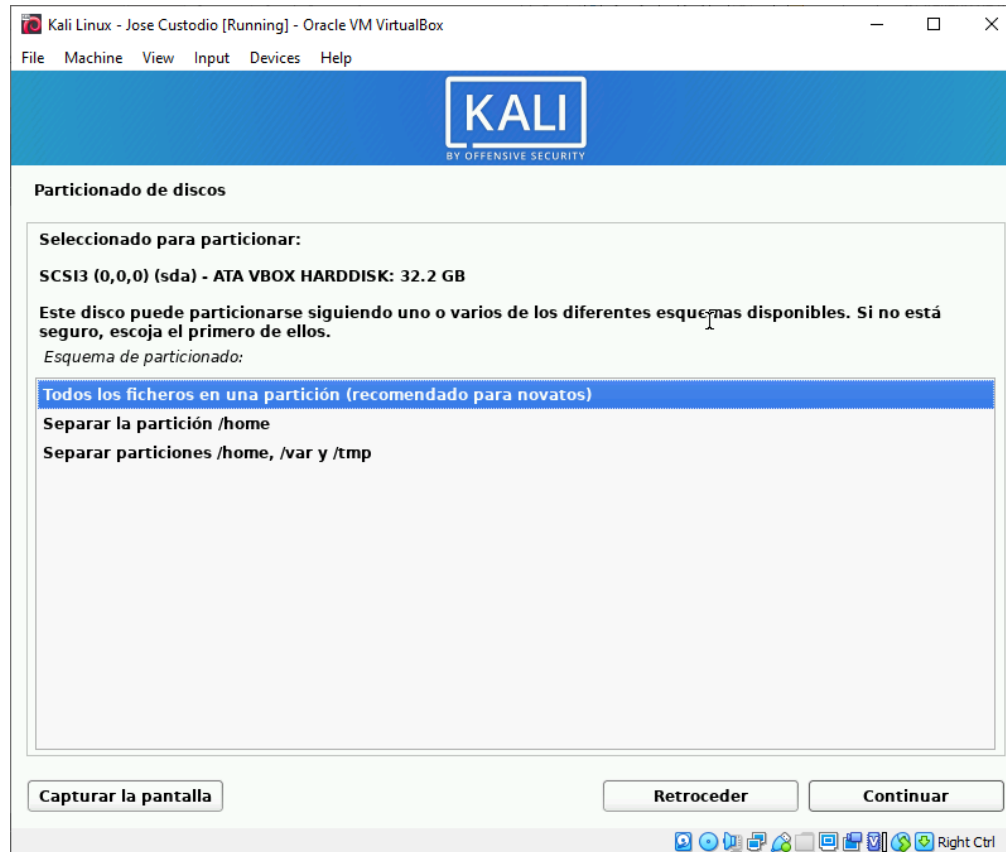 Kali Linux - Jose Custodio [Running] - Oracle VM VirtualBox
File Machine View Input Devices Help
KALI
BY OFFENSIVE SECURITY
Particionado de discos
Seleccionado para particionar:
SCSI3 (0,0,0) (sda) - ATA VBOX HARDDISK: 32.2 GB
Este disco puede particionarse siguiendo uno o varios de los diferentes esquemas disponibles. Si no está
seguro, escoja el primero de ellos.
Esquema de particionado:
Todos los ficheros en una partición (recomendado para novatos)
Separar la partición /home
Separar particiones /home, /var y /tmp
Capturar la pantalla
Retroceder
Continuar
Right Ctrl